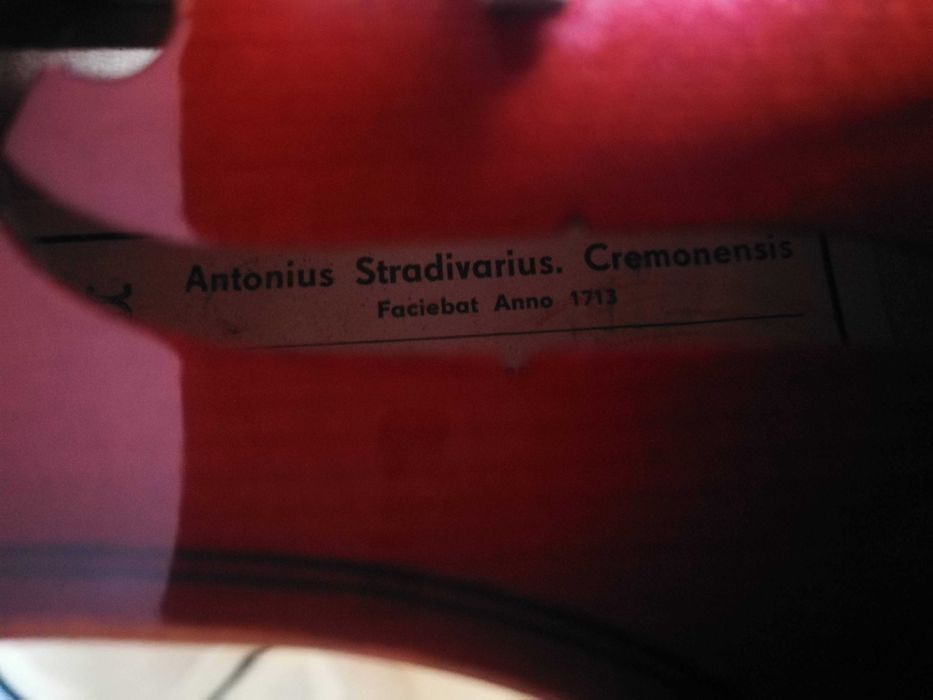 Antonius Stradivarius. Cremonensis
Faciebat Anno 1713